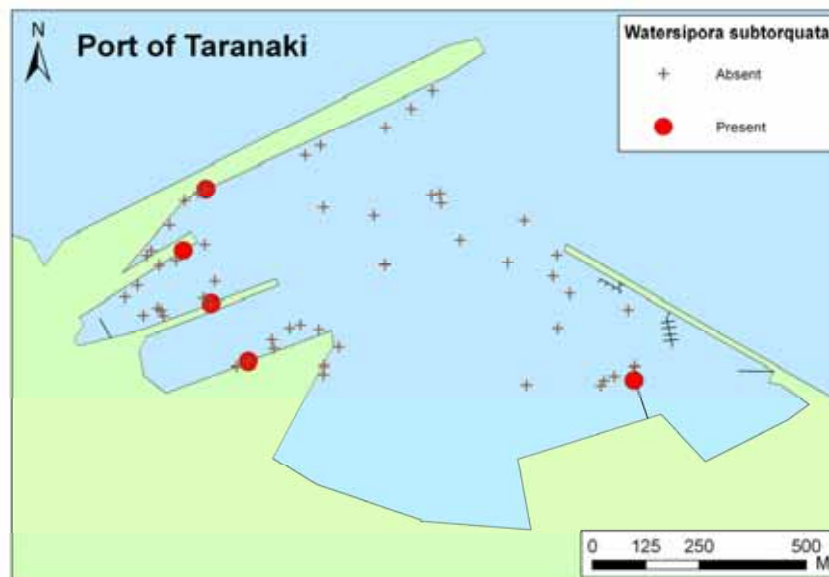 N
Port of Taranaki
Watersipora subtorquata
Absent
Present
0 125 250 500
M